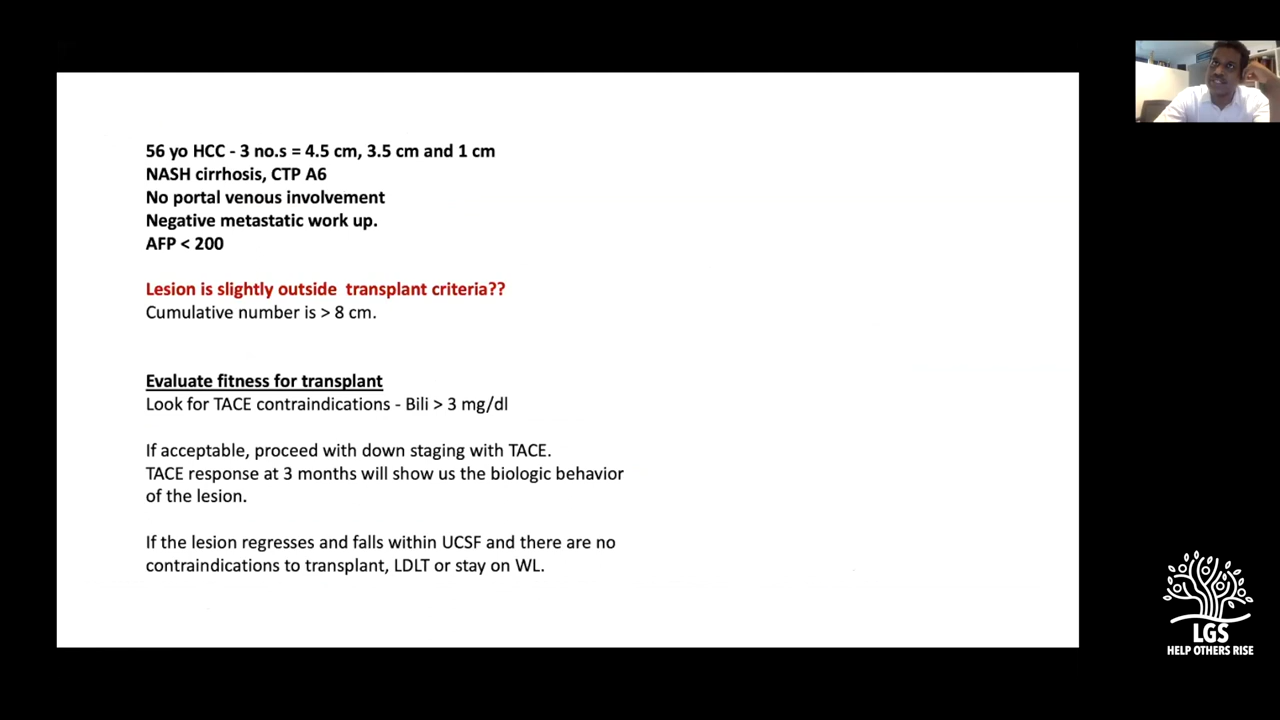 56 yo HCC - 3 no.s = 4.5 cm, 3.5 cm and 1 cm
NASH cirrhosis, CTP A6
No portal venous involvement
Negative metastatic work up.
AFP < 200
Lesion is slightly outside transplant criteria??
Cumulative number is > 8 cm.
Evaluate fitness for transplant
Look for TACE contraindications - Bili > 3 mg/dl
If acceptable, proceed with down staging with TACE.
TACE response at 3 months will show us the biologic behavior
of the lesion.
If the lesion regresses and falls within UCSF and there are no
contraindications to transplant, LDLT or stay on WL.
LGS
HELP OTHERS RISE